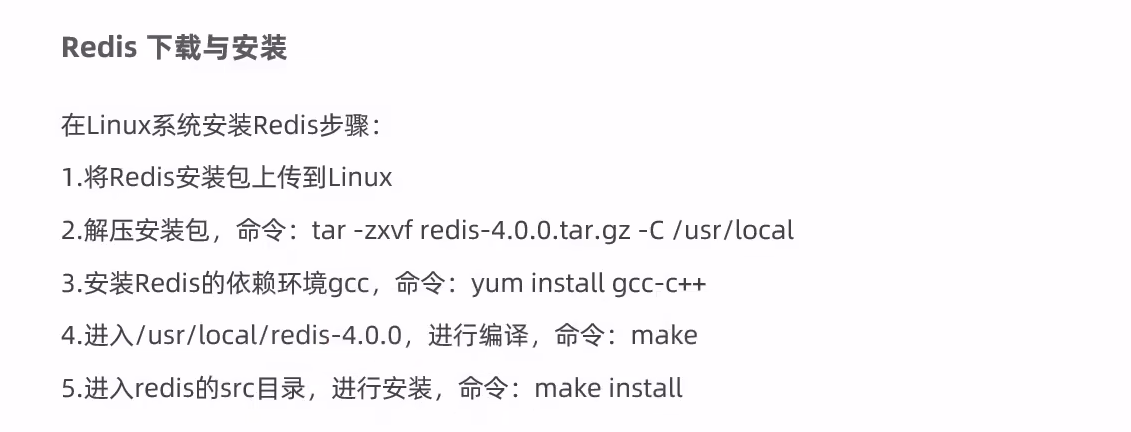 Redis 下载与安装
在Linux系统安装Redis步骤：
1.将Redis安装包上传到Linux
2.解压安装包，命令：tar -zxvf redis-4.0.0.tar.gz -C /usr/local
3.安装Redis的依赖环境gcc，命令：yum install gcc-c++
4.进入/usr/local/redis-4.0.0，进行编译，命令：make
5.进入redis的src目录，进行安装，命令：make install